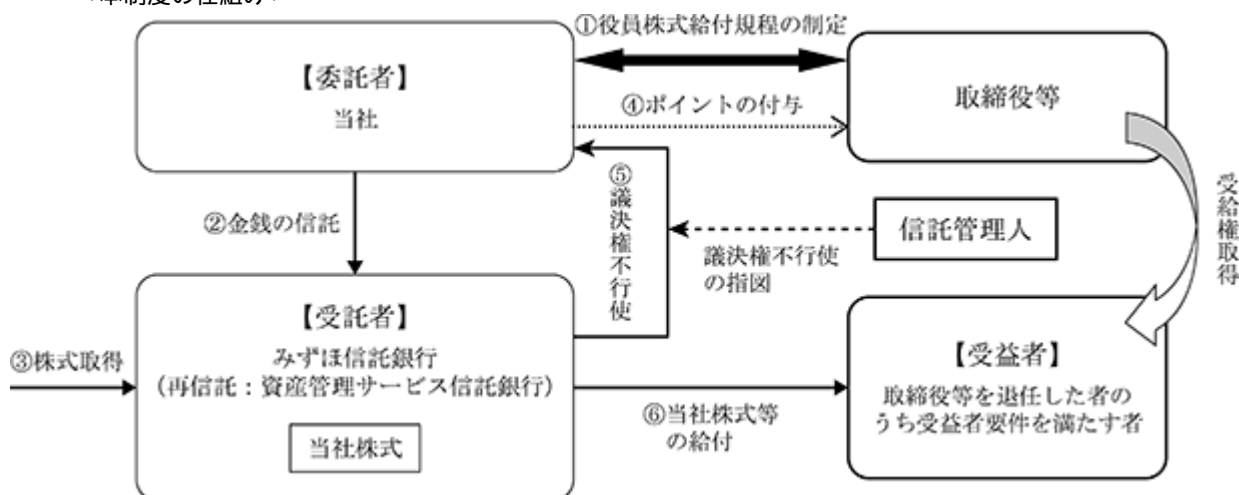 ①役員株式給付規程の制定
【委託者】
当社
④ポイントの付与
取締役等
②金銭の信託
⑤議決権不行使
議決権不行使
の指図
信託管理人
受給権取得
③株式取得
【受託者】
みずほ信託銀行
(再信託：資産管理サービス信託銀行)
当社株式
⑥当社株式等
の給付
【受益者】
取締役等を退任した者の
うち受益者要件を満たす者